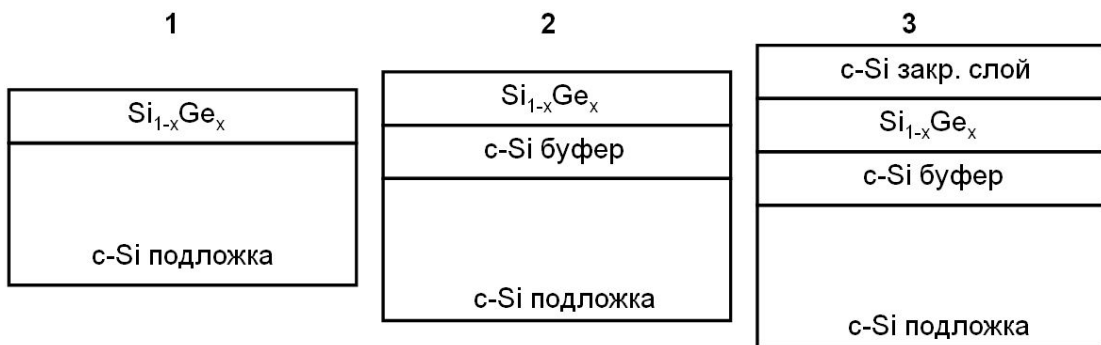 1
Si₁₋ₓGeₓ
c-Si подложка
2
Si₁₋ₓGeₓ
c-Si буфер
c-Si подложка
3
c-Si закр. слой
Si₁₋ₓGeₓ
c-Si буфер
c-Si подложка